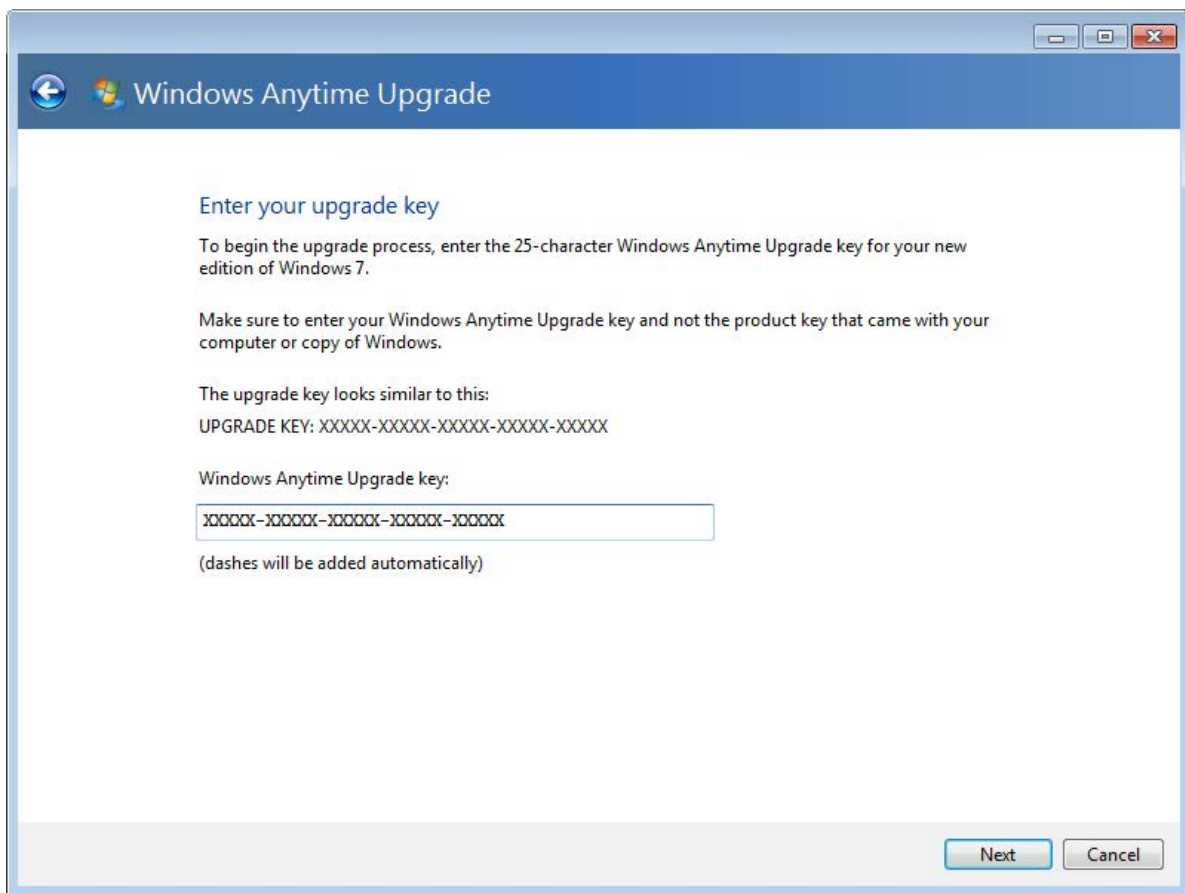 Windows Anytime Upgrade
Enter your upgrade key
To begin the upgrade process, enter the 25-character Windows Anytime Upgrade key for your new
edition of Windows 7.
Make sure to enter your Windows Anytime Upgrade key and not the product key that came with your
computer or copy of Windows.
The upgrade key looks similar to this:
UPGRADE KEY: XXXXX-XXXXX-XXXXX-XXXXX-XXXXX
Windows Anytime Upgrade key:
XXXXX-XXXXX-XXXXX-XXXXX-XXXXX
(dashes will be added automatically)
Next Cancel